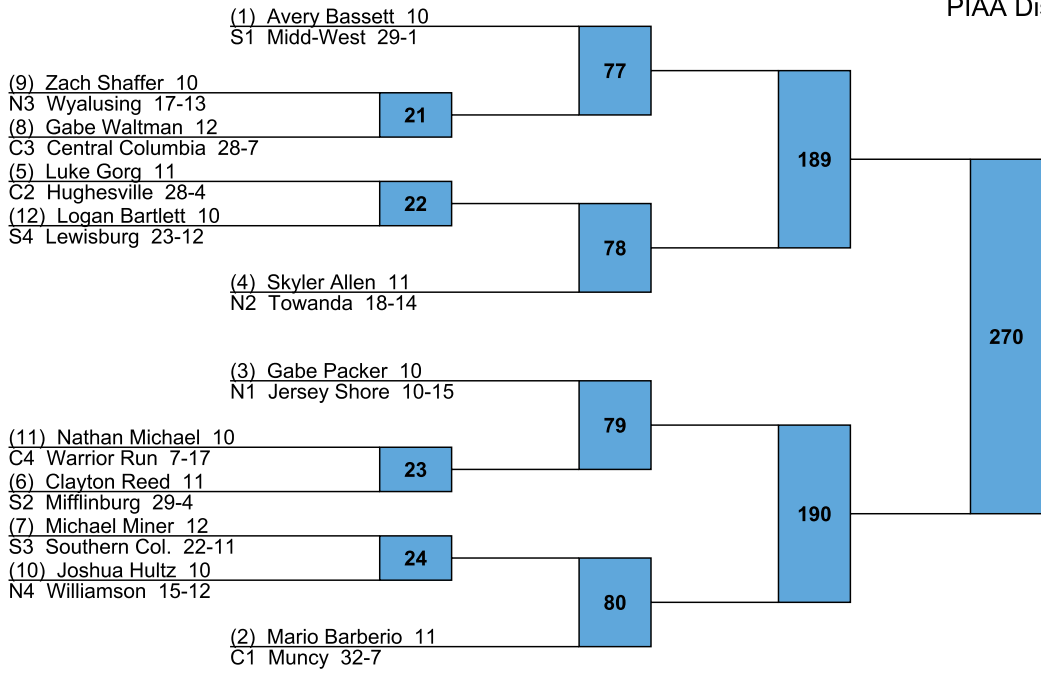 PIAA Dis
(1) Avery Bassett 10
S1 Midd-West 29-1
77
(9) Zach Shaffer 10
N3 Wyalusing 17-13
21
(8) Gabe Waltman 12
C3 Central Columbia 28-7
189
(5) Luke Gorg 11
C2 Hughesville 28-4
22
(12) Logan Bartlett 10
S4 Lewisburg 23-12
78
(4) Skyler Allen 11
N2 Towanda 18-14
270
(3) Gabe Packer 10
N1 Jersey Shore 10-15
79
(11) Nathan Michael 10
C4 Warrior Run 7-17
23
(6) Clayton Reed 11
S2 Mifflinburg 29-4
190
(7) Michael Miner 12
S3 Southern Col. 22-11
24
(10) Joshua Hultz 10
N4 Williamson 15-12
80
(2) Mario Barberio 11
C1 Muncy 32-7